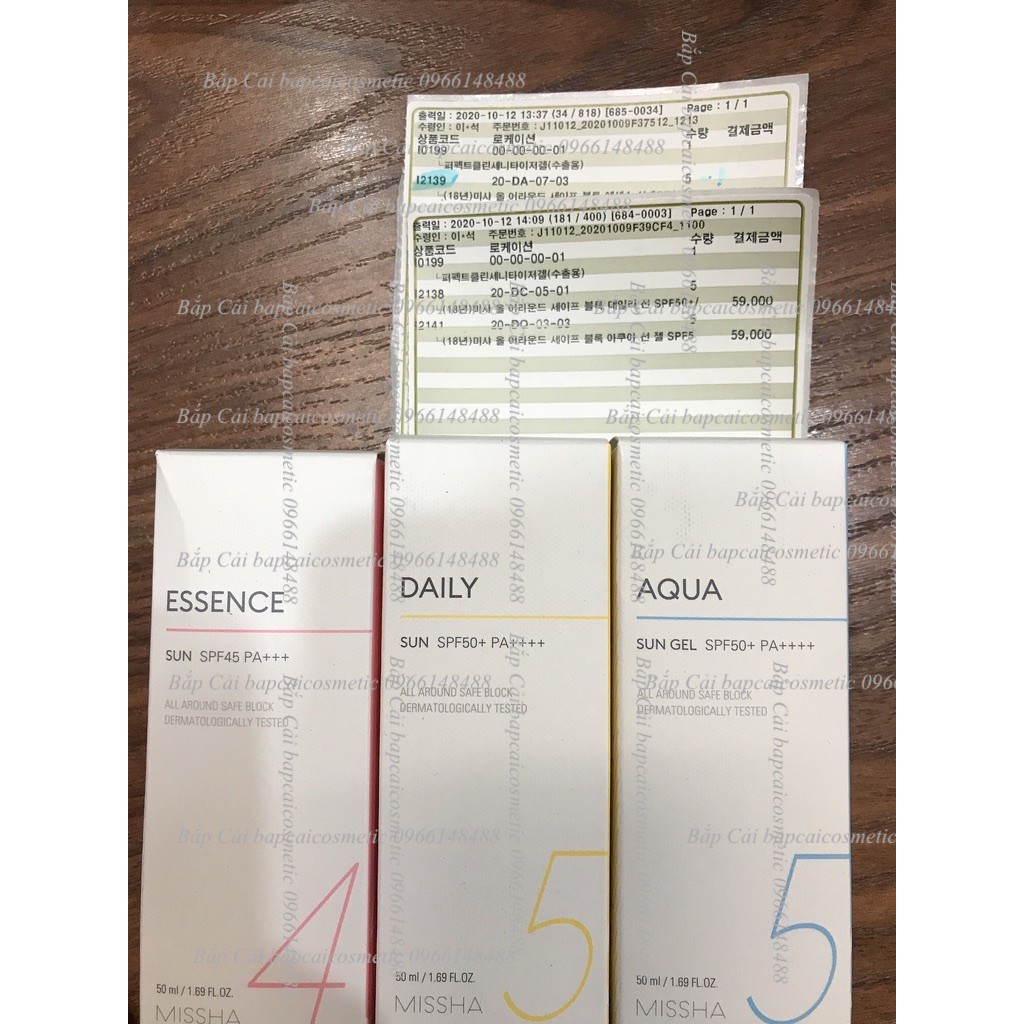 Bắp Cải bapcaicosmetic 0966148488
출력일 : 2020-10-12 13:37 (34 / 818) [685-0034] Page : 1 / 1
수령인 : 이*석 주문번호 : J11012_20201009F37512_1213
상품코드 로케이션 수량 결제금액
I0199 00-00-00-01 1
퍼펙트클린세니타이저겔(수출용)
I2139 20-DA-07-03 5
출력일 : 2020-10-12 14:09 (181 / 400) [684-0003] Page : 1 / 1
수령인 : 이*석 주문번호 : J11012_20201009F39CF4_1100
상품코드 로케이션 수량 결제금액
I0199 00-00-00-01 1
퍼펙트클린세니타이저겔(수출용)
I2138 20-DC-05-01 5
(18년)미샤 올 어라운드 세이프 블록 데일리 선 SPF50+/ 59,000
I2141 20-DO-03-03 5
(18년)미샤 올 어라운드 세이프 블록 아쿠아 선 젤 SPF5 59,000
ESSENCE
SUN SPF45 PA+++
ALL AROUND SAFE BLOCK
DERMATOLOGICALLY TESTED
4
50 ml / 1.69 FL.OZ.
MISSHA
DAILY
SUN SPF50+ PA++++
ALL AROUND SAFE BLOCK
DERMATOLOGICALLY TESTED
5
50 ml / 1.69 FL.OZ.
MISSHA
AQUA
SUN GEL SPF50+ PA++++
ALL AROUND SAFE BLOCK
DERMATOLOGICALLY TESTED
5
50 ml / 1.69 FL.OZ.
MISSHA